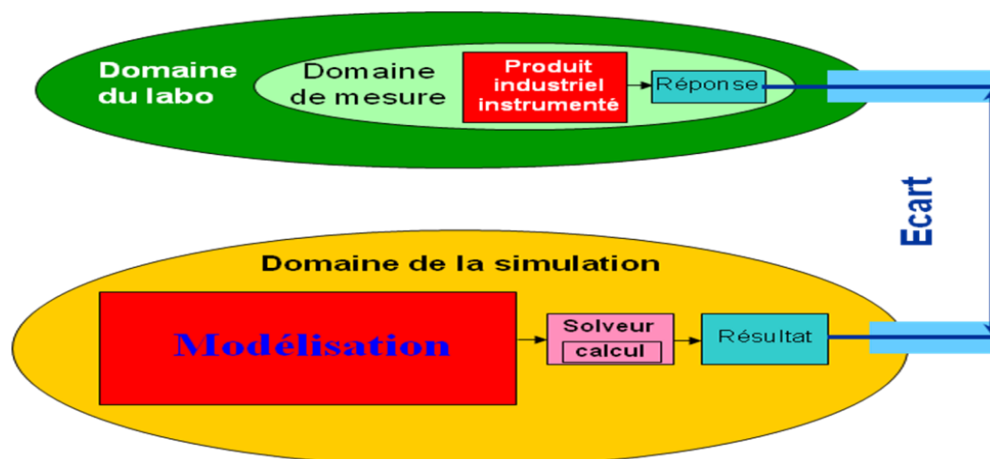 Domaine
du labo
Domaine
de mesure
Produit
industriel
instrumenté
Réponse
Ecart
Domaine de la simulation
Modélisation
Solveur
calcul
Résultat